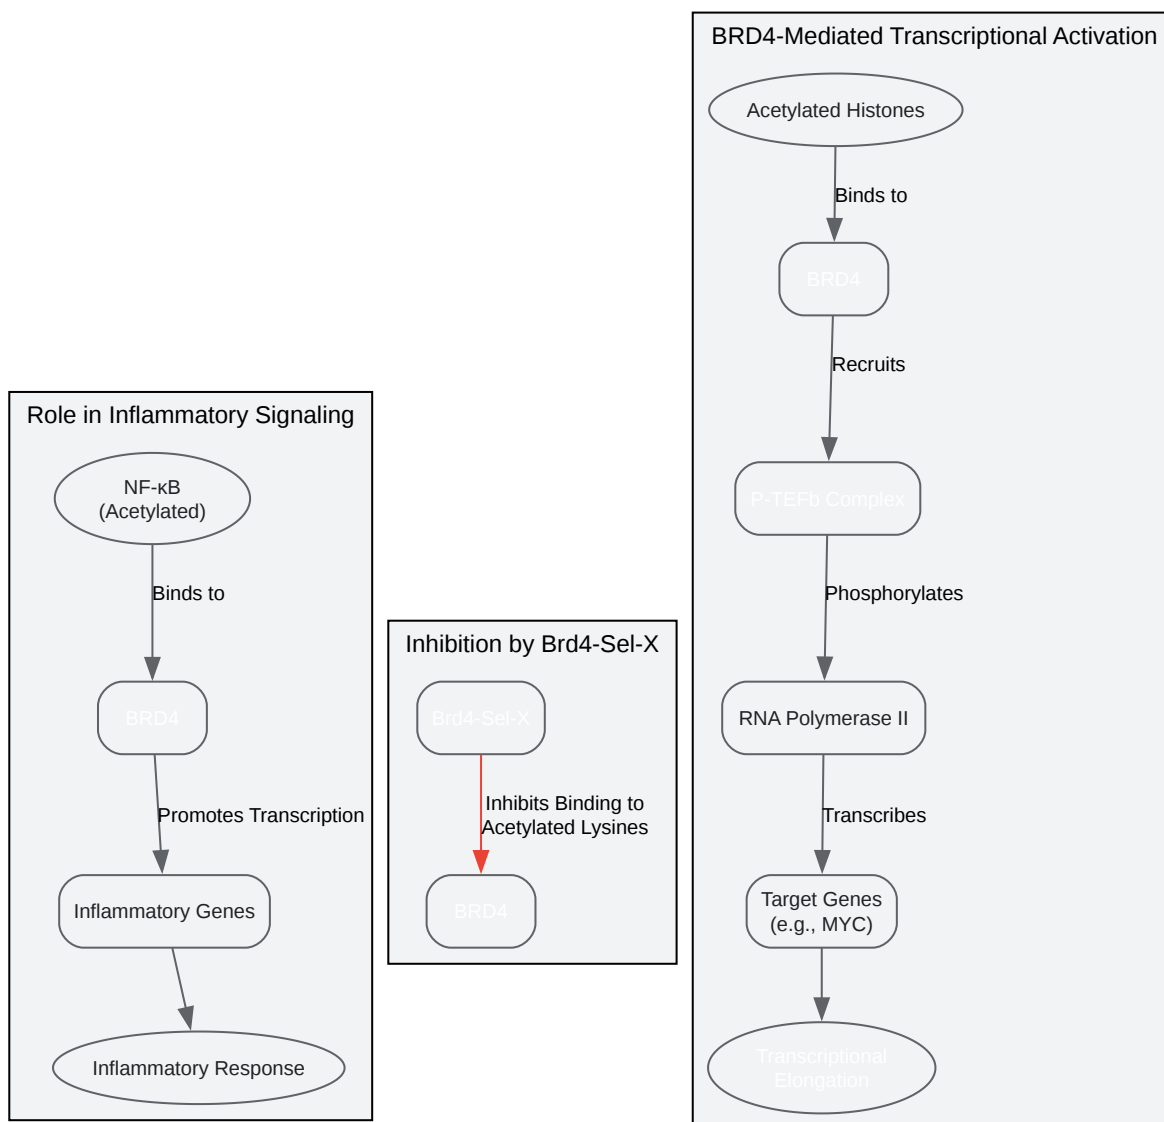 Role in Inflammatory Signaling
NF-κB
(Acetylated)
Binds to
BRD4
Promotes Transcription
Inflammatory Genes
Inflammatory Response
Inhibition by Brd4-Sel-X
Brd4-Sel-X
Inhibits Binding to
Acetylated Lysines
BRD4
BRD4-Mediated Transcriptional Activation
Acetylated Histones
Binds to
BRD4
Recruits
P-TEFb Complex
Phosphorylates
RNA Polymerase II
Transcribes
Target Genes
(e.g., MYC)
Transcriptional
Elongation